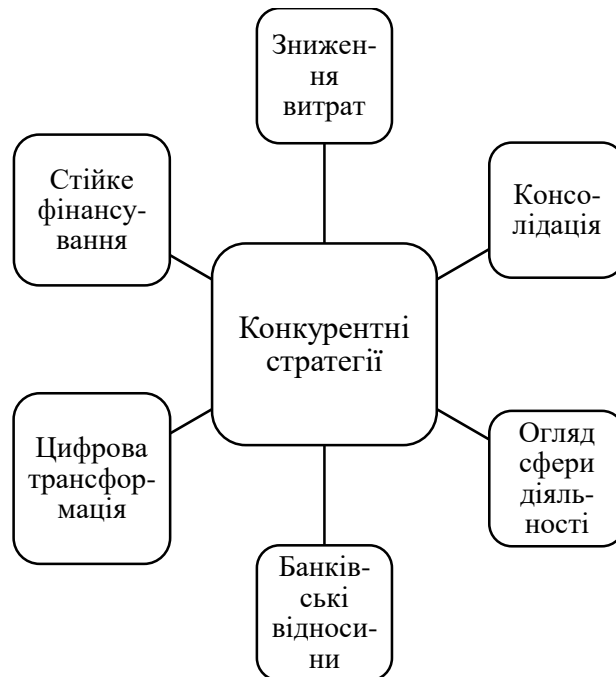 Знижен-
ня
витрат
Стійке
фінансу-
вання
Консо-
лідація
Конкурентні
стратегії
Цифрова
трансфор-
мація
Огляд
сфери
діяль-
ності
Банків-
ські
відноси-
ни